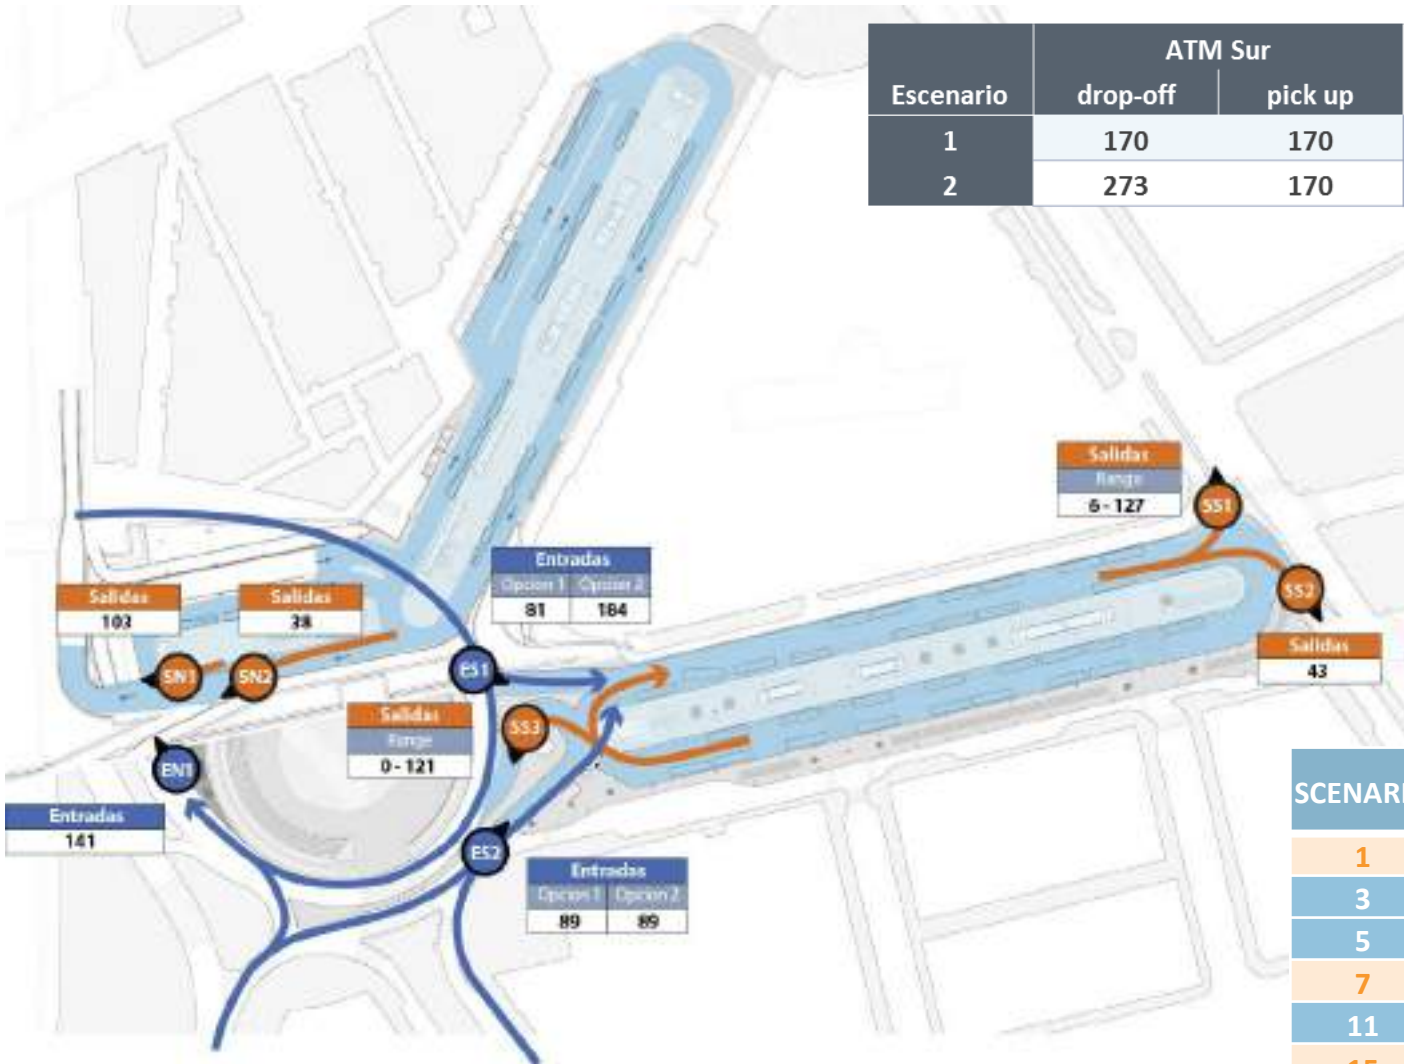 ATM Sur
Escenario drop-off pick up
1 170 170
2 273 170
Salidas
Range
6 - 127
SS1
Entradas
Opcion 1 Opcion 2
81 184
Salidas
103
Salidas
38
SS2
ES1
SN1
SN2
Salidas
43
Salidas
Range
0 - 121
SS3
EN1
Entradas
141
ES2
Entradas
Opcion 1 Opcion 2
89 89
SCENARI
1
3
5
7
11
15